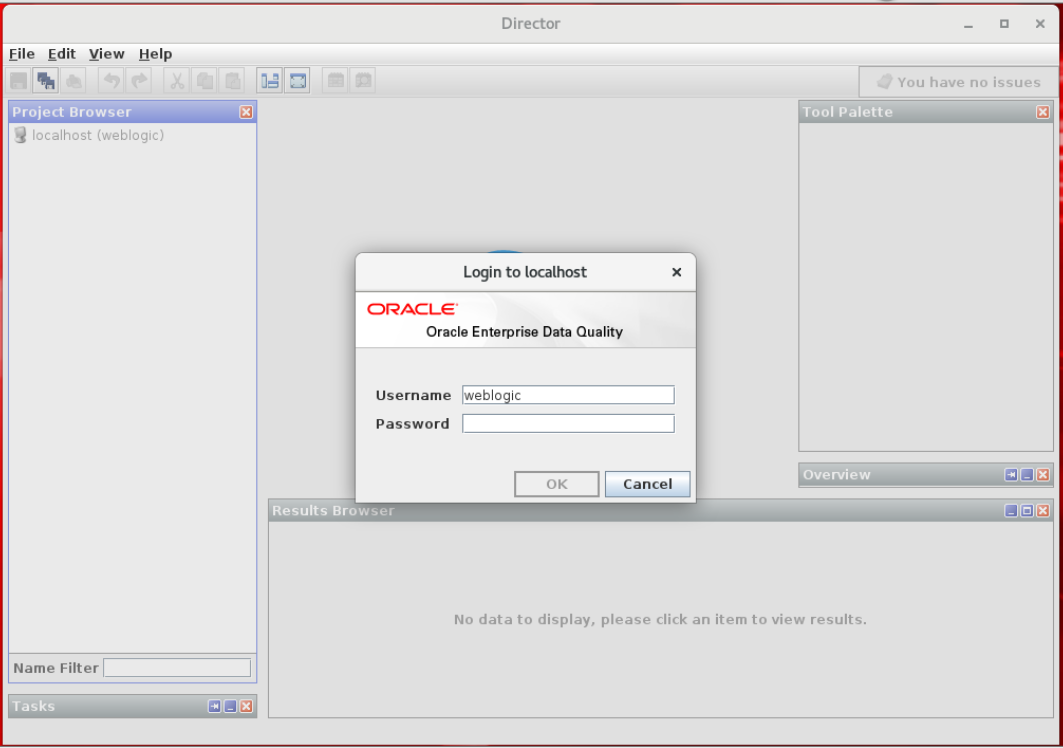 Director
File Edit View Help
You have no issues
Project Browser
localhost (weblogic)
Tool Palette
Login to localhost
ORACLE
Oracle Enterprise Data Quality
Username weblogic
Password
OK Cancel
Overview
Results Browser
No data to display, please click an item to view results.
Name Filter
Tasks